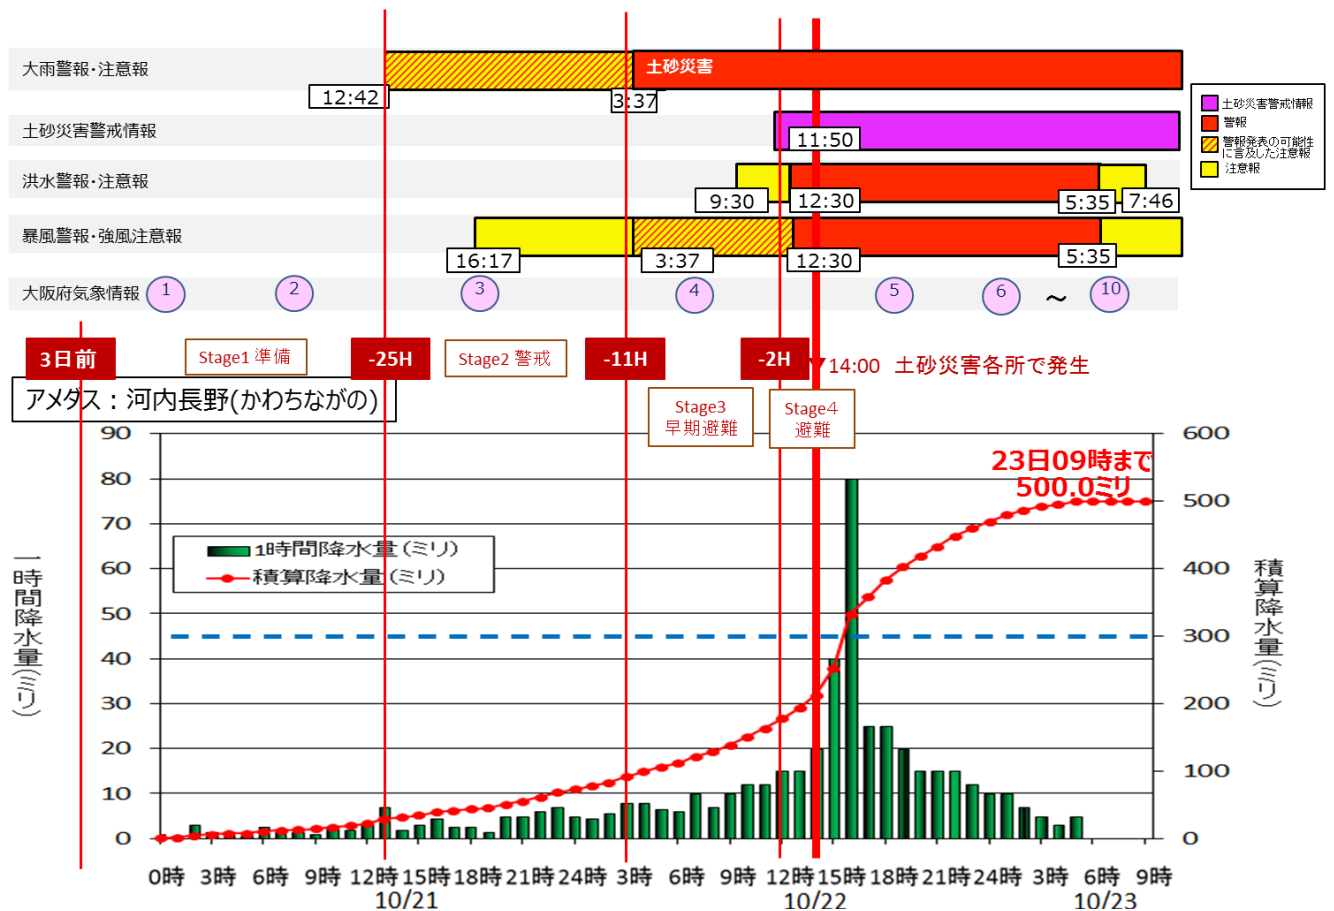 大雨警報・注意報
土砂災害
12:42
3:37
土砂災害警戒情報
11:50
洪水警報・注意報
9:30
12:30
5:35
7:46
暴風警報・強風注意報
16:17
3:37
12:30
5:35
大阪府気象情報
1
2
3
4
5
6
～
10
土砂災害警戒情報
警報
警報発表の可能性
に言及した注意報
注意報
3日前
Stage1 準備
-25H
Stage2 警戒
-11H
-2H
14:00 土砂災害各所で発生
Stage3
早期避難
Stage4
避難
アメダス：河内長野(かわちながの)
23日09時まで
500.0ミリ
1時間降水量(ミリ)
積算降水量(ミリ)
一時間降水量(ミリ)
90
80
70
60
50
40
30
20
10
0
600
500
400
300
200
100
0
積算降水量(ミリ)
0時 3時 6時 9時 12時 15時 18時 21時 24時 3時 6時 9時 12時 15時 18時 21時 24時 3時 6時 9時
10/21 10/22 10/23